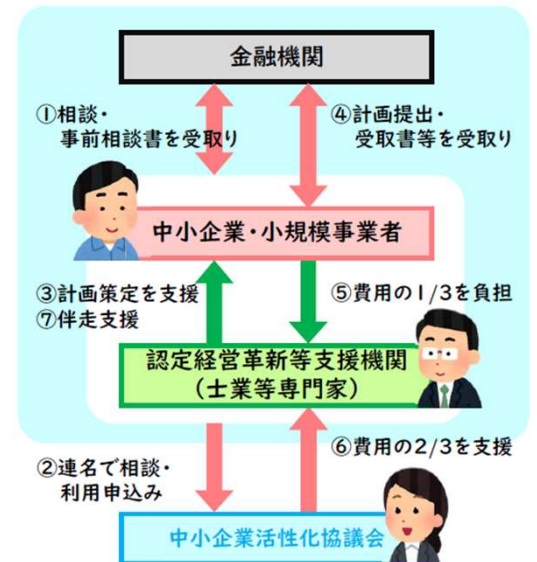 金融機関
①相談・
事前相談書を受取り
④計画提出・
受取書等を受取り
中小企業・小規模事業者
③計画策定を支援
⑦伴走支援
⑤費用の1/3を負担
認定経営革新等支援機関
（士業等専門家）
②連名で相談・
利用申込み
⑥費用の2/3を支援
中小企業活性化協議会